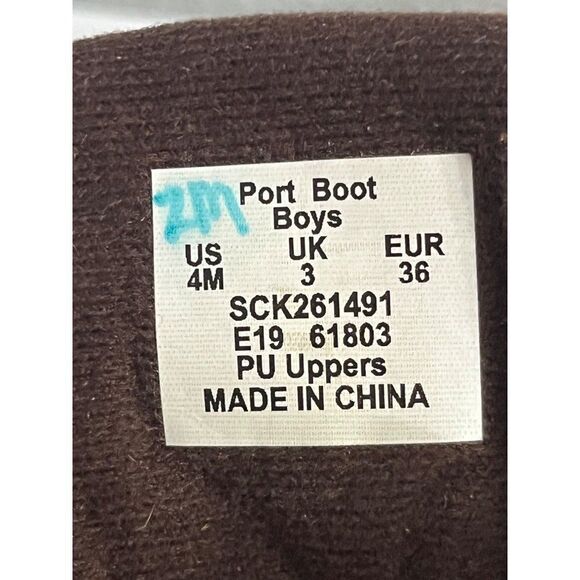 2M Port Boot
Boys
US UK EUR
4M 3 36
SCK261491
E19 61803
PU Uppers
MADE IN CHINA